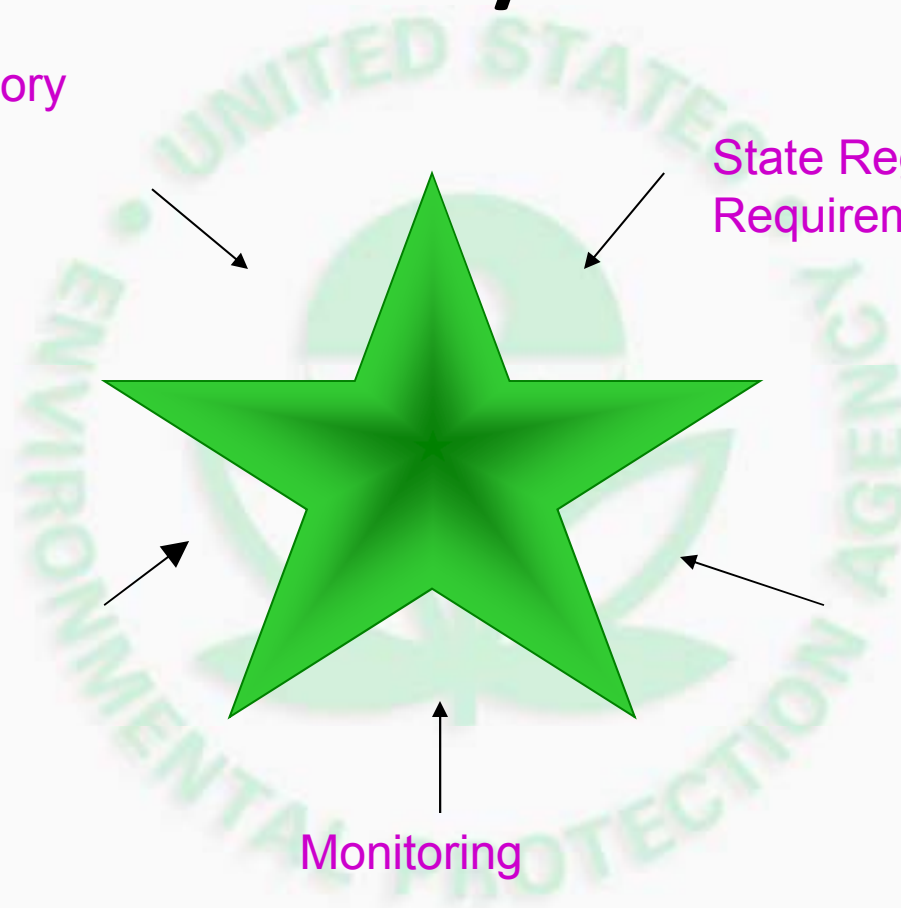 UNITED STATES
ory
State Re
Requiren
ENVIRONMENTAL PROTECTION AGENCY
Monitoring